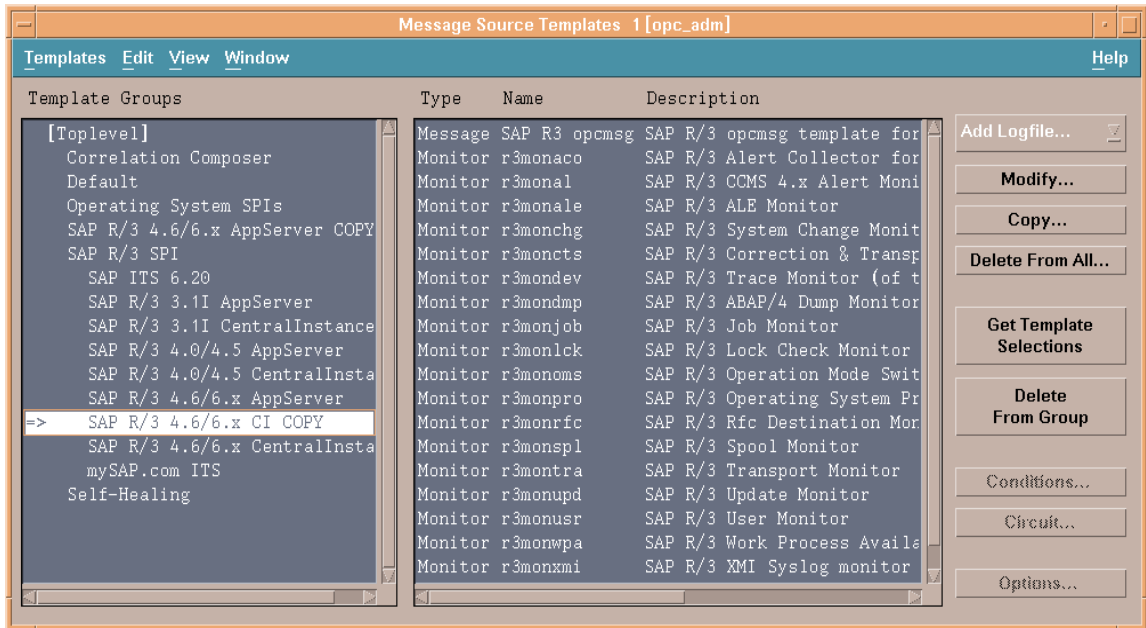 Message Source Templates 1 [opc_adm]
Templates Edit View Window Help
Template Groups
[Toplevel]
Correlation Composer
Default
Operating System SPIs
SAP R/3 4.6/6.x AppServer COPY
SAP R/3 SPI
SAP ITS 6.20
SAP R/3 3.1I AppServer
SAP R/3 3.1I CentralInstance
SAP R/3 4.0/4.5 AppServer
SAP R/3 4.0/4.5 CentralInsta
SAP R/3 4.6/6.x AppServer
=> SAP R/3 4.6/6.x CI COPY
SAP R/3 4.6/6.x CentralInsta
mySAP.com ITS
Self-Healing
Type Name Description
Message SAP R3 opcmsg SAP R/3 opcmsg template for
Monitor r3monaco SAP R/3 Alert Collector for
Monitor r3monal SAP R/3 CCMS 4.x Alert Moni
Monitor r3monale SAP R/3 ALE Monitor
Monitor r3monchg SAP R/3 System Change Monit
Monitor r3moncts SAP R/3 Correction & Transp
Monitor r3mondev SAP R/3 Trace Monitor (of t
Monitor r3mondmp SAP R/3 ABAP/4 Dump Monitor
Monitor r3monjob SAP R/3 Job Monitor
Monitor r3monlck SAP R/3 Lock Check Monitor
Monitor r3monoms SAP R/3 Operation Mode Swit
Monitor r3monpro SAP R/3 Operating System Pr
Monitor r3monrfc SAP R/3 Rfc Destination Mon
Monitor r3monspl SAP R/3 Spool Monitor
Monitor r3montra SAP R/3 Transport Monitor
Monitor r3monupd SAP R/3 Update Monitor
Monitor r3monusr SAP R/3 User Monitor
Monitor r3monwpa SAP R/3 Work Process Availa
Monitor r3monxmi SAP R/3 XMI Syslog monitor
Add Logfile...
Modify...
Copy...
Delete From All...
Get Template
Selections
Delete
From Group
Conditions...
Circuit...
Options...